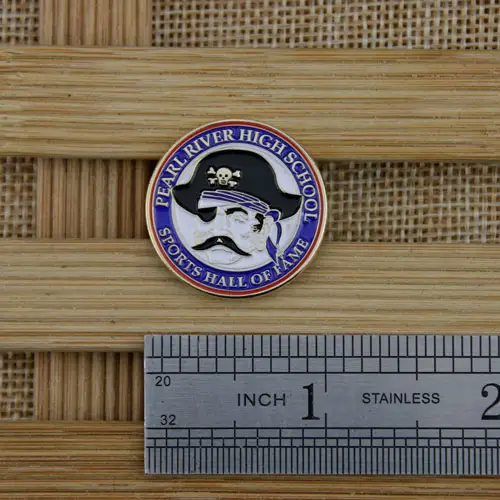 PEARL RIVER HIGH SCHOOL
SPORTS HALL OF FAME
20
32
INCH 1 STAINLESS 2